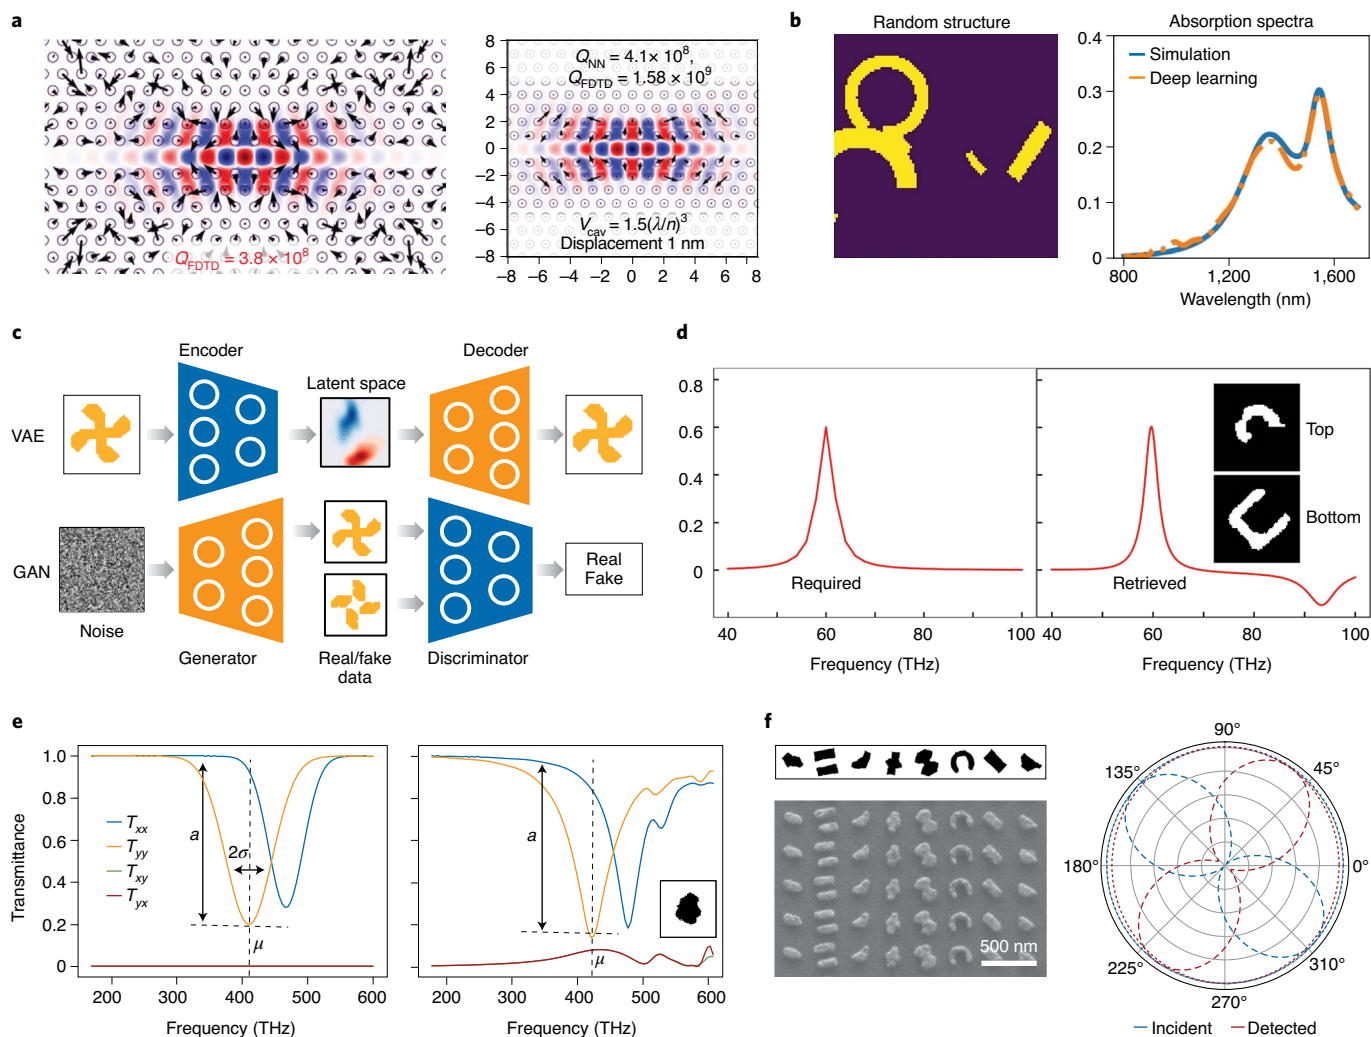 a
Q_FDTD = 3.8 × 10^8
8
6
4
2
0
−2
−4
−6
−8
−8
−6
−4
−2
0
2
4
6
8
Q_NN = 4.1 × 10^8,
Q_FDTD = 1.58 × 10^9
V_cav = 1.5(λ/n)^3
Displacement 1 nm
b
Random structure
Absorption spectra
Simulation
Deep learning
0.4
0.3
0.2
0.1
0
800
1,200
1,600
Wavelength (nm)
c
Encoder
Decoder
Latent space
VAE
GAN
Real
Fake
Noise
Generator
Real/fake
data
Discriminator
d
0.8
0.6
0.4
0.2
0
Required
40
60
80
100
Frequency (THz)
Top
Bottom
Retrieved
40
60
80
100
Frequency (THz)
e
Transmittance
1.0
0.8
0.6
0.4
0.2
0
a
2σ
μ
T_xx
T_yy
T_xy
T_yx
200
300
400
500
600
Frequency (THz)
a
μ
200
300
400
500
600
Frequency (THz)
f
500 nm
90°
45°
0°
310°
270°
225°
180°
135°
Incident
Detected